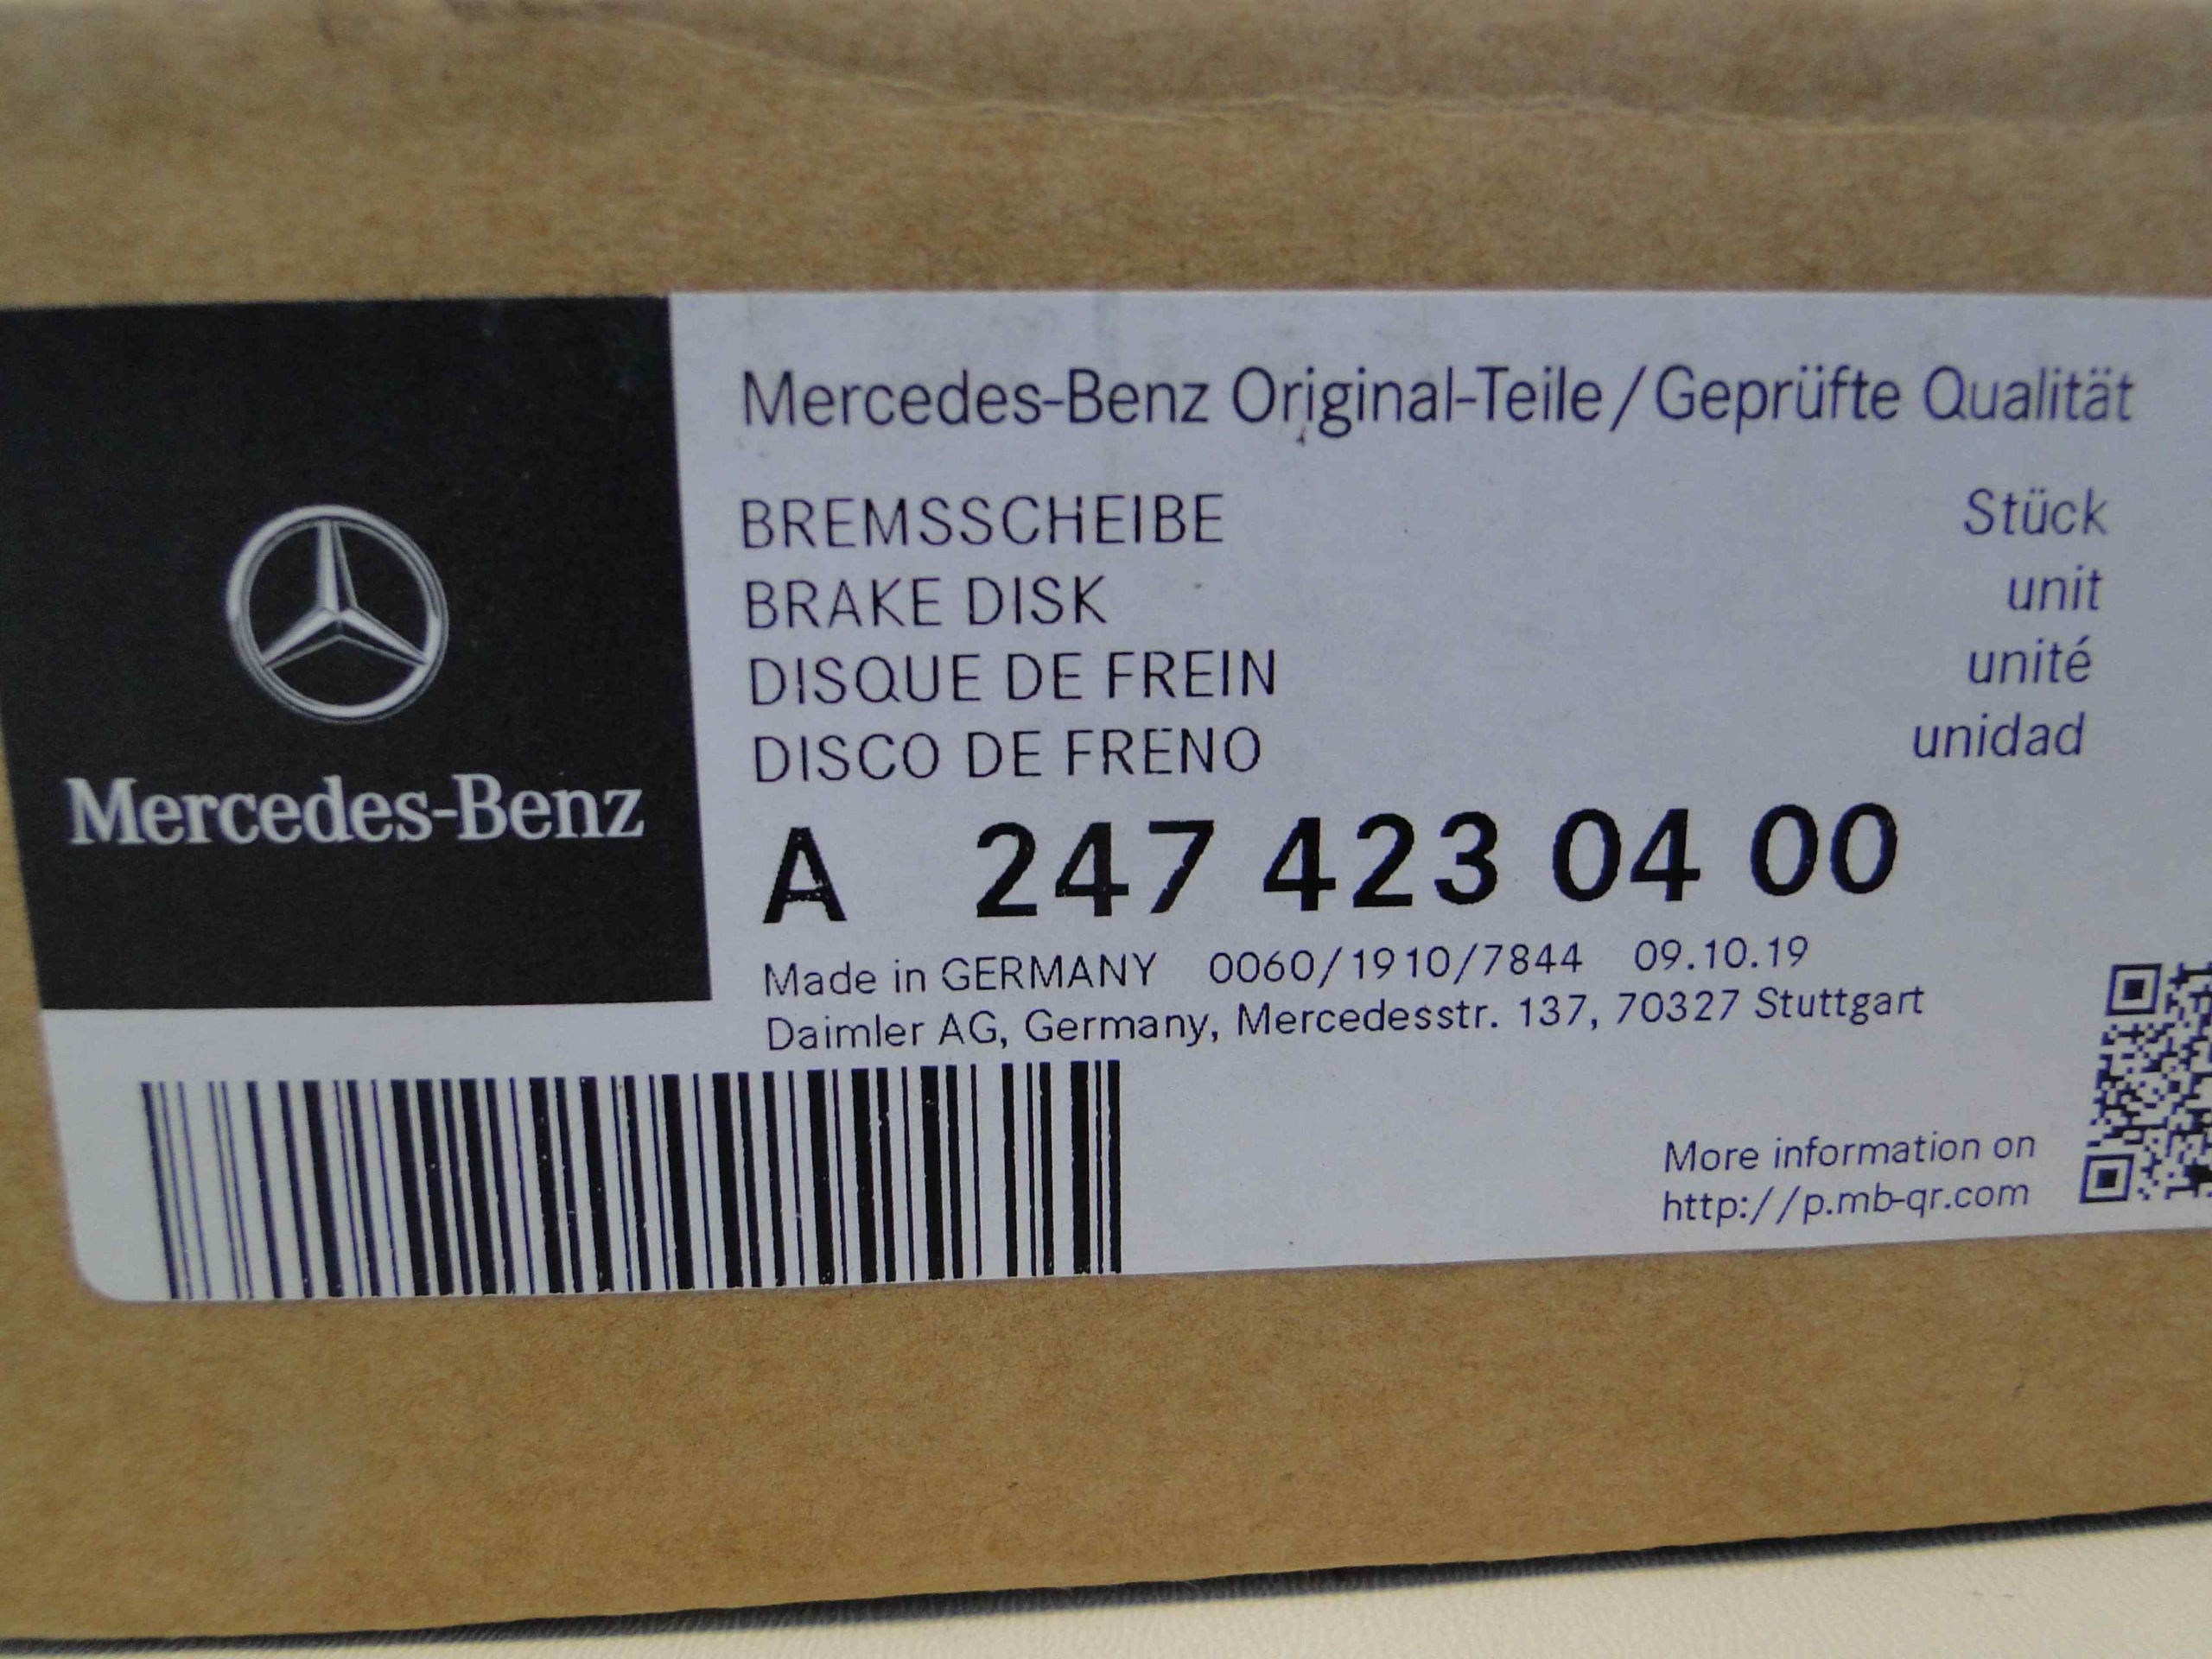 Mercedes-Benz Original-Teile/Geprüfte Qualität
BREMSSCHEIBE Stück
BRAKE DISK unit
DISQUE DE FREIN unité
DISCO DE FRENO unidad
Mercedes-Benz
A 247 423 04 00
Made in GERMANY 0060/1910/7844 09.10.19
Daimler AG, Germany, Mercedesstr. 137, 70327 Stuttgart
More information on
http://p.mb-qr.com